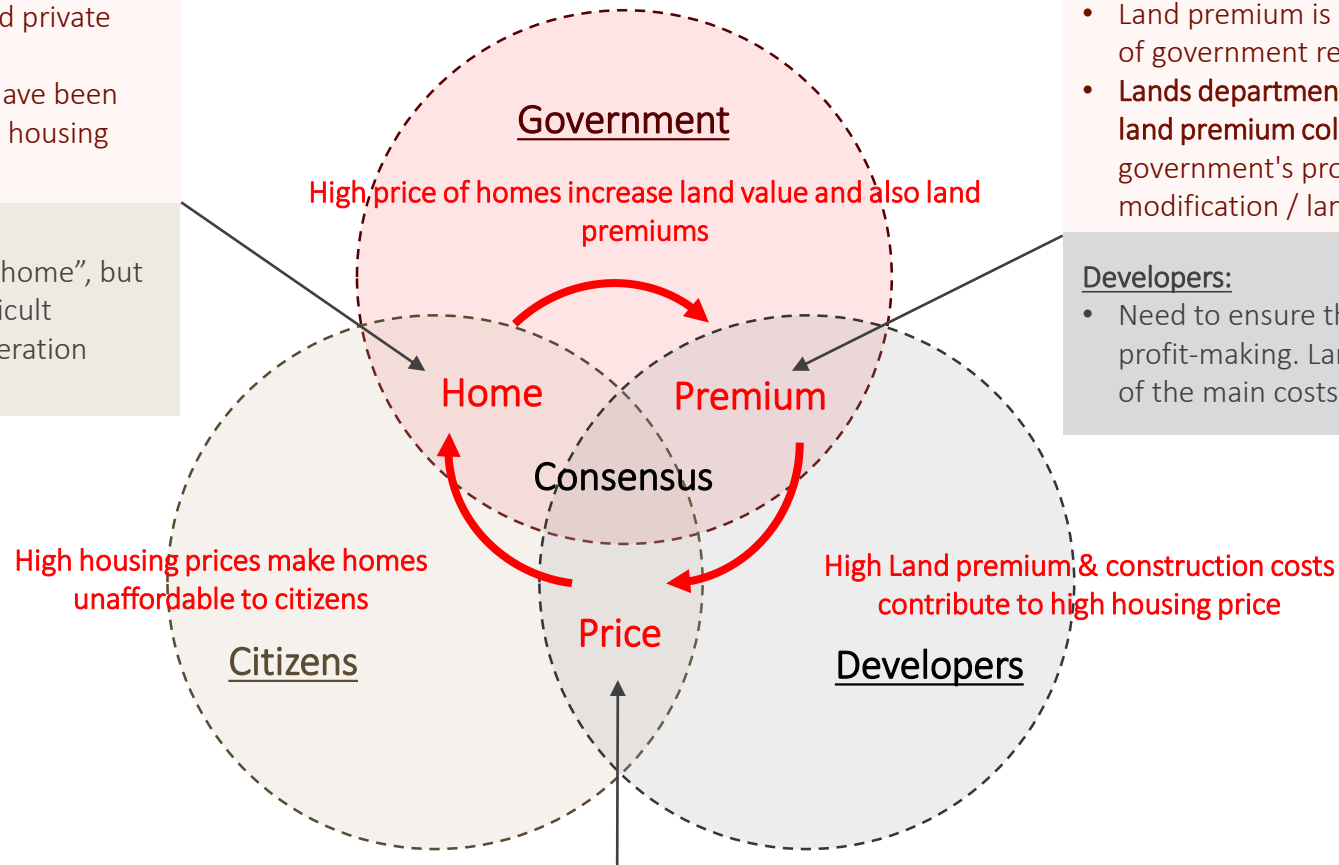 d private
ave been
housing
home”, but
icult
eration
Government
High price of homes increase land value and also land
premiums
Home
Premium
Consensus
High housing prices make homes
unaffordable to citizens
Citizens
Price
High Land premium & construction costs
contribute to high housing price
Developers
• Land premium is
of government re
• Lands departmen
land premium col
government's pro
modification / lan
Developers:
• Need to ensure th
profit-making. Lan
of the main costs